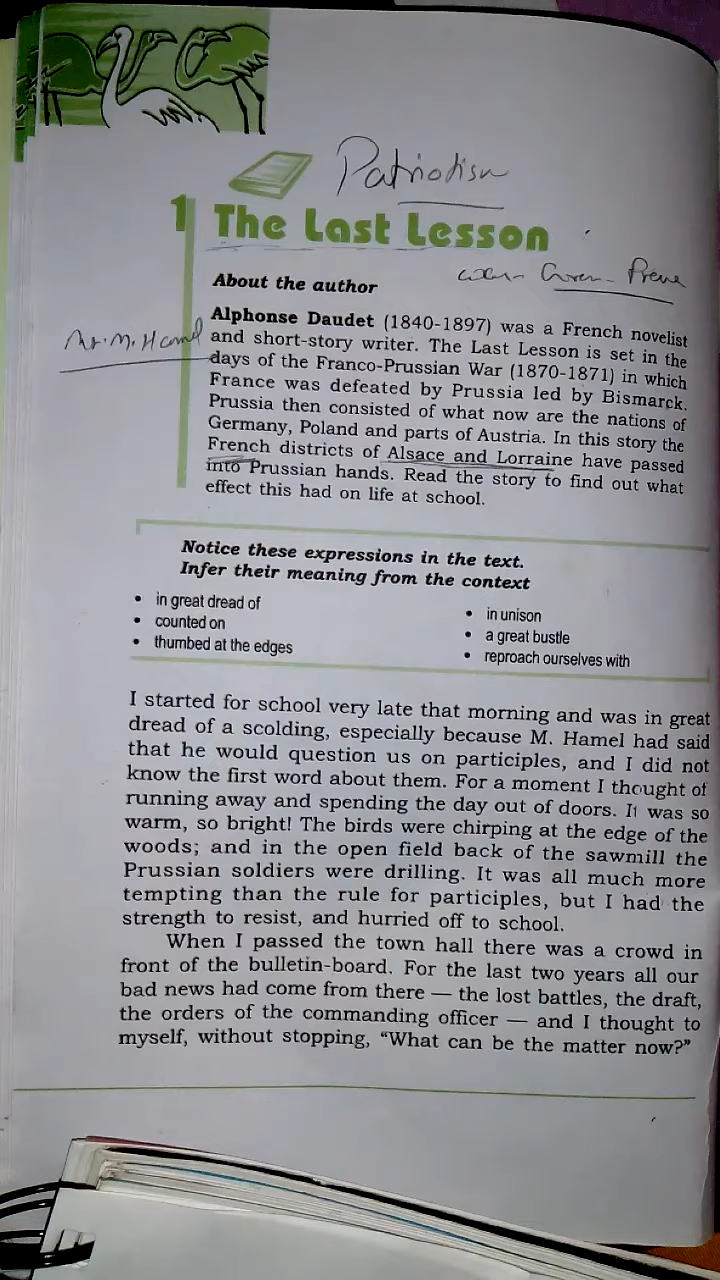 Patriotism
1 The Last Lesson
About the author
Alphonse Daudet (1840-1897) was a French novelist
Mr. M. Hamel
and short-story writer. The Last Lesson is set in the
days of the Franco-Prussian War (1870-1871) in which
France was defeated by Prussia led by Bismarck.
Prussia then consisted of what now are the nations of
Germany, Poland and parts of Austria. In this story the
French districts of Alsace and Lorraine have passed
into Prussian hands. Read the story to find out what
effect this had on life at school.
Notice these expressions in the text.
Infer their meaning from the context
• in great dread of
• counted on
• thumbed at the edges
• in unison
• a great bustle
• reproach ourselves with
I started for school very late that morning and was in great
dread of a scolding, especially because M. Hamel had said
that he would question us on participles, and I did not
know the first word about them. For a moment I thought of
running away and spending the day out of doors. It was so
warm, so bright! The birds were chirping at the edge of the
woods; and in the open field back of the sawmill the
Prussian soldiers were drilling. It was all much more
tempting than the rule for participles, but I had the
strength to resist, and hurried off to school.
When I passed the town hall there was a crowd in
front of the bulletin-board. For the last two years all our
bad news had come from there — the lost battles, the draft,
the orders of the commanding officer — and I thought to
myself, without stopping, “What can be the matter now?”